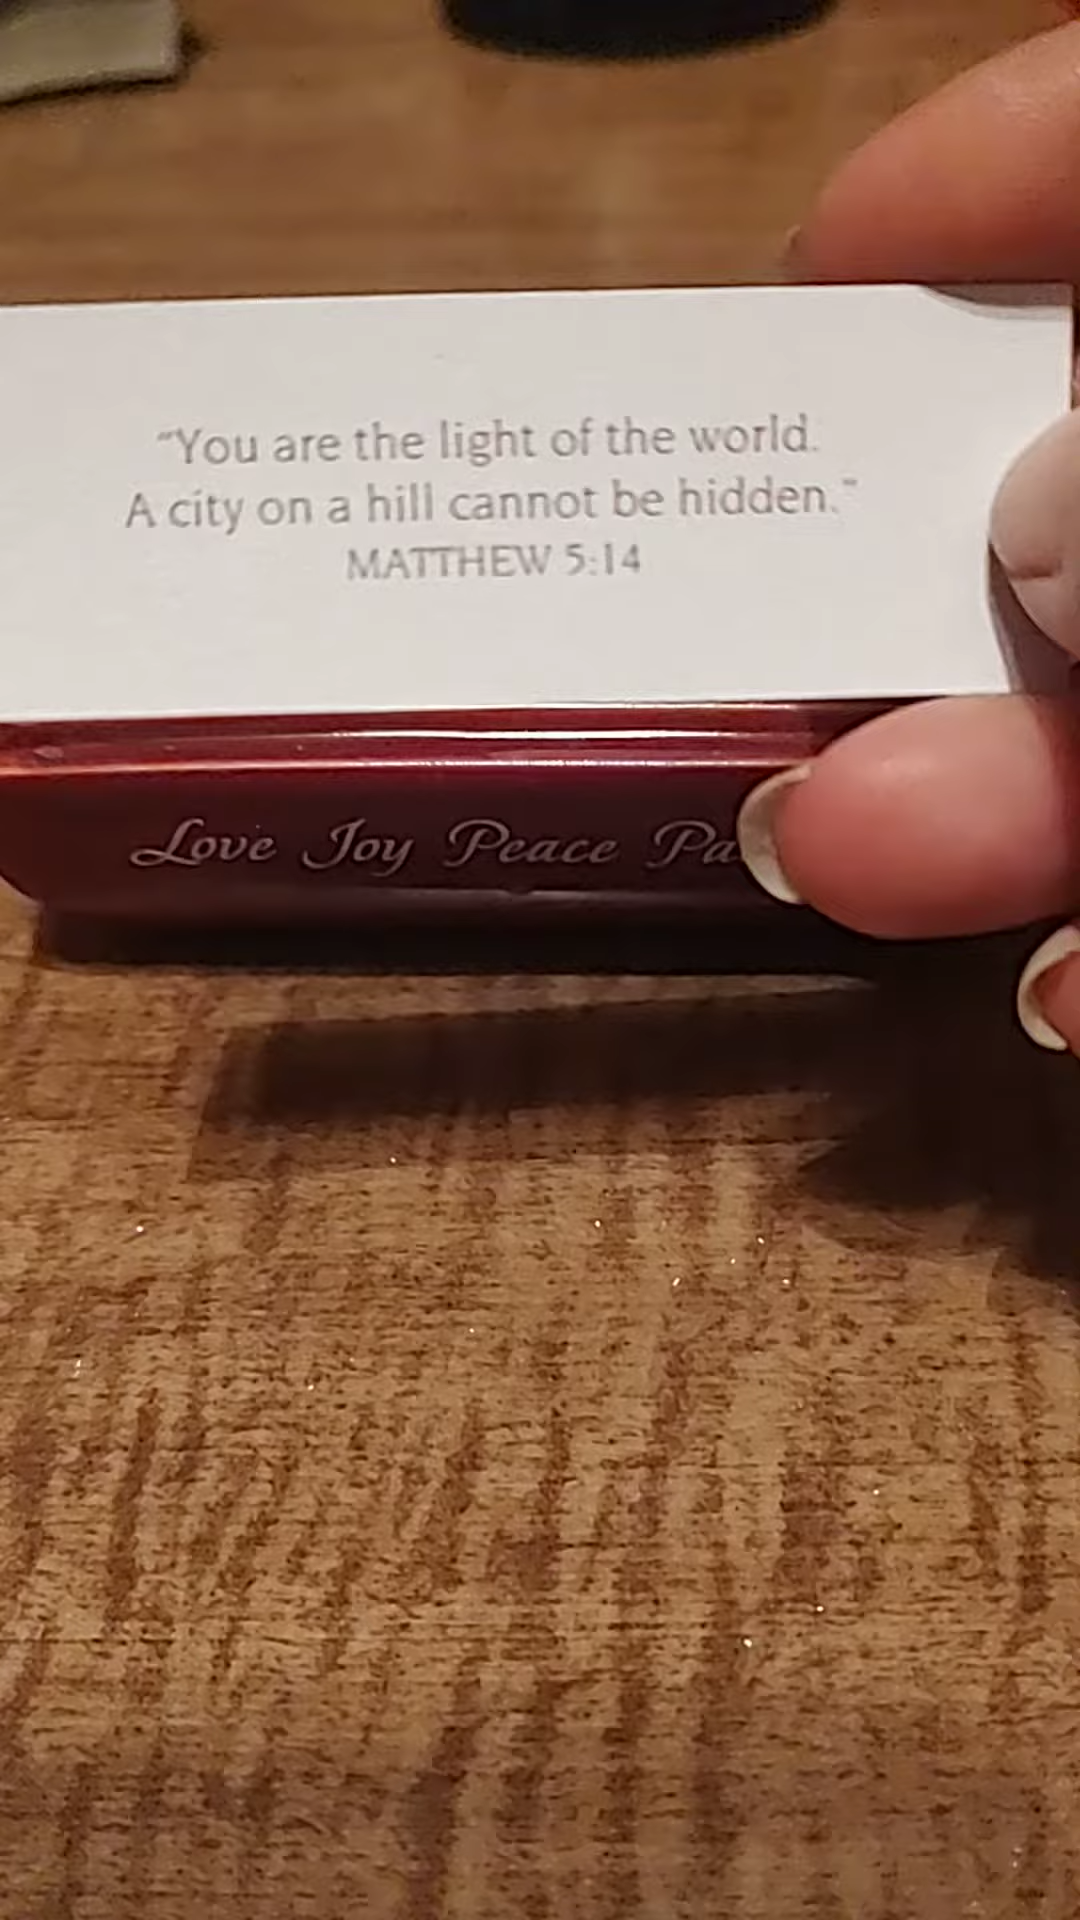 "You are the light of the world.
A city on a hill cannot be hidden."
MATTHEW 5:14
Love Joy Peace